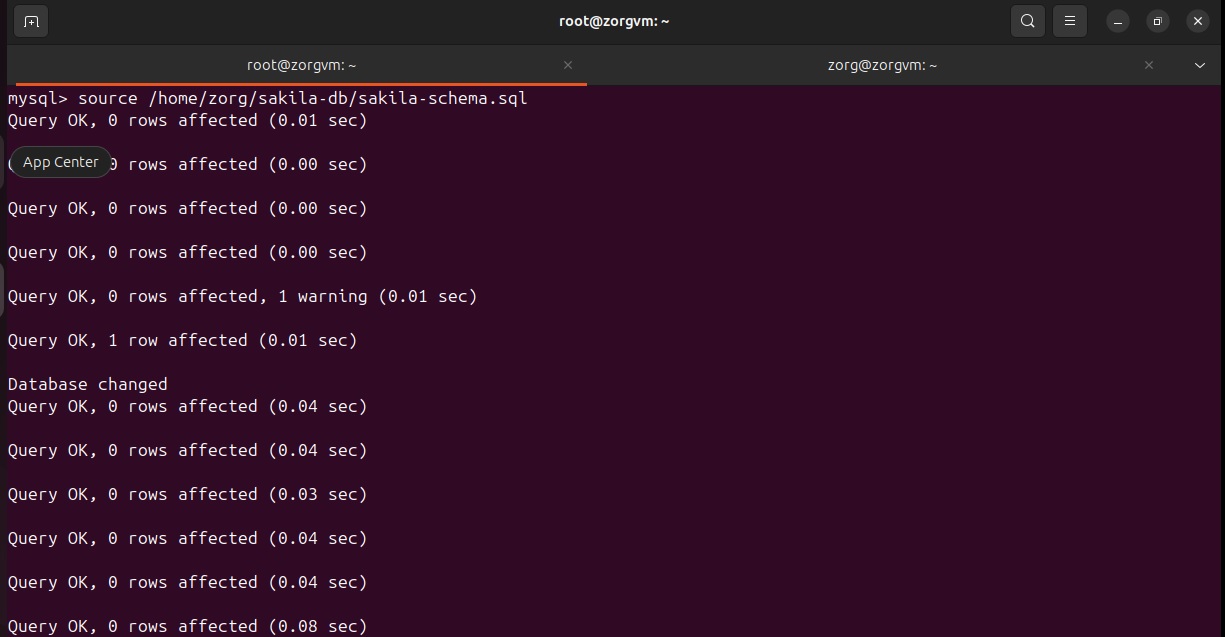 root@zorgvm: ~
root@zorgvm: ~
zorg@zorgvm: ~
mysql> source /home/zorg/sakila-db/sakila-schema.sql
Query OK, 0 rows affected (0.01 sec)
App Center 0 rows affected (0.00 sec)
Query OK, 0 rows affected (0.00 sec)
Query OK, 0 rows affected (0.00 sec)
Query OK, 0 rows affected, 1 warning (0.01 sec)
Query OK, 1 row affected (0.01 sec)
Database changed
Query OK, 0 rows affected (0.04 sec)
Query OK, 0 rows affected (0.04 sec)
Query OK, 0 rows affected (0.03 sec)
Query OK, 0 rows affected (0.04 sec)
Query OK, 0 rows affected (0.04 sec)
Query OK, 0 rows affected (0.08 sec)